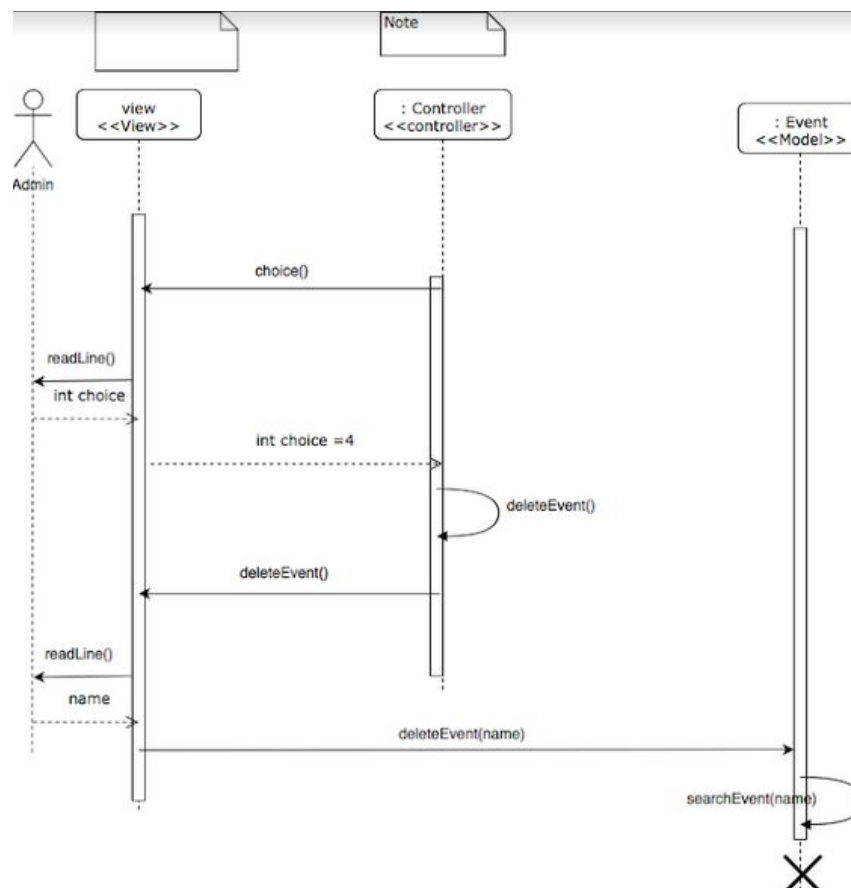 Note
view
<<View>>
: Controller
<<controller>>
: Event
<<Model>>
Admin
choice()
readLine()
int choice
int choice =4
deleteEvent()
deleteEvent()
readLine()
name
deleteEvent(name)
searchEvent(name)